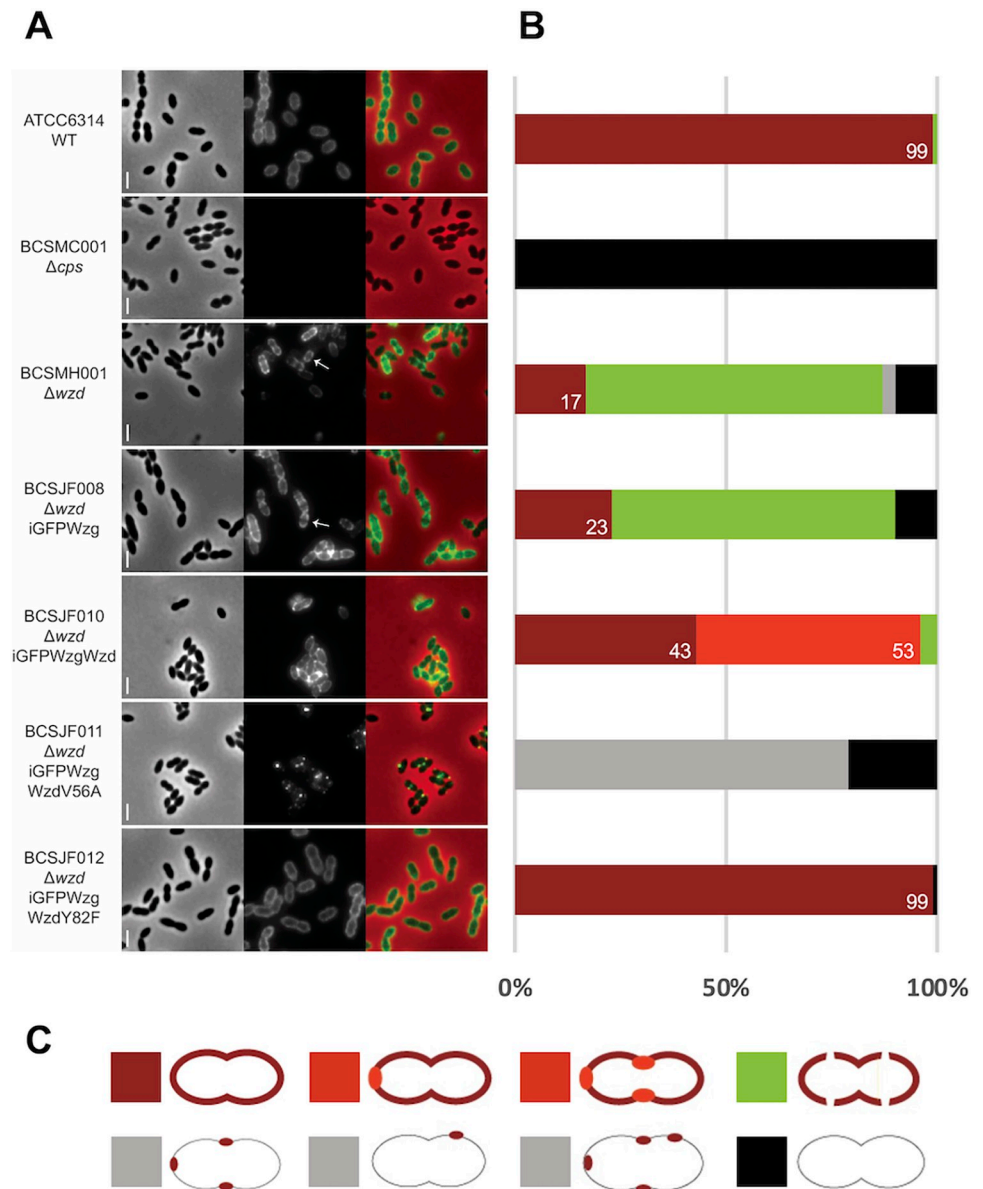 A
B
ATCC6314
WT
99
BCSMC001
Δcps
BCSMH001
Δwzd
17
BCSJF008
Δwzd
iGFPWzg
23
BCSJF010
Δwzd
iGFPWzgWzd
43
53
BCSJF011
Δwzd
iGFPWzg
WzdV56A
BCSJF012
Δwzd
iGFPWzg
WzdY82F
99
0%
50%
100%
C